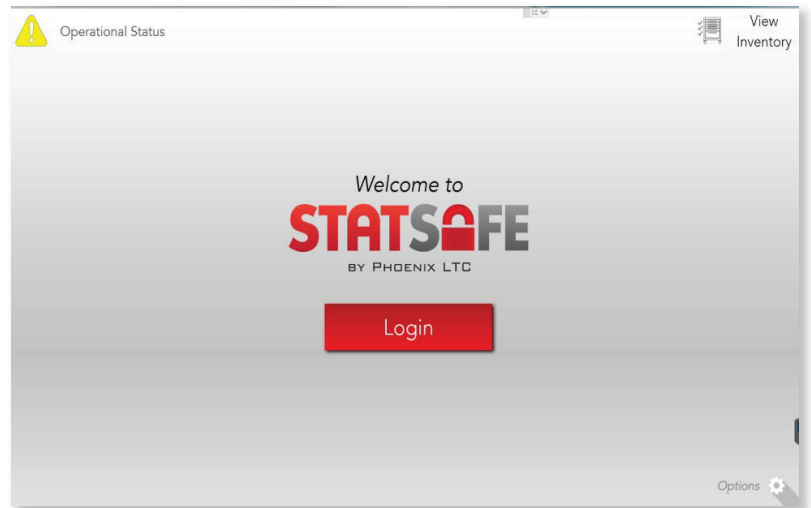 Operational Status
View
Inventory
Welcome to
STATSAFE
BY PHOENIX LTC
Login
Options